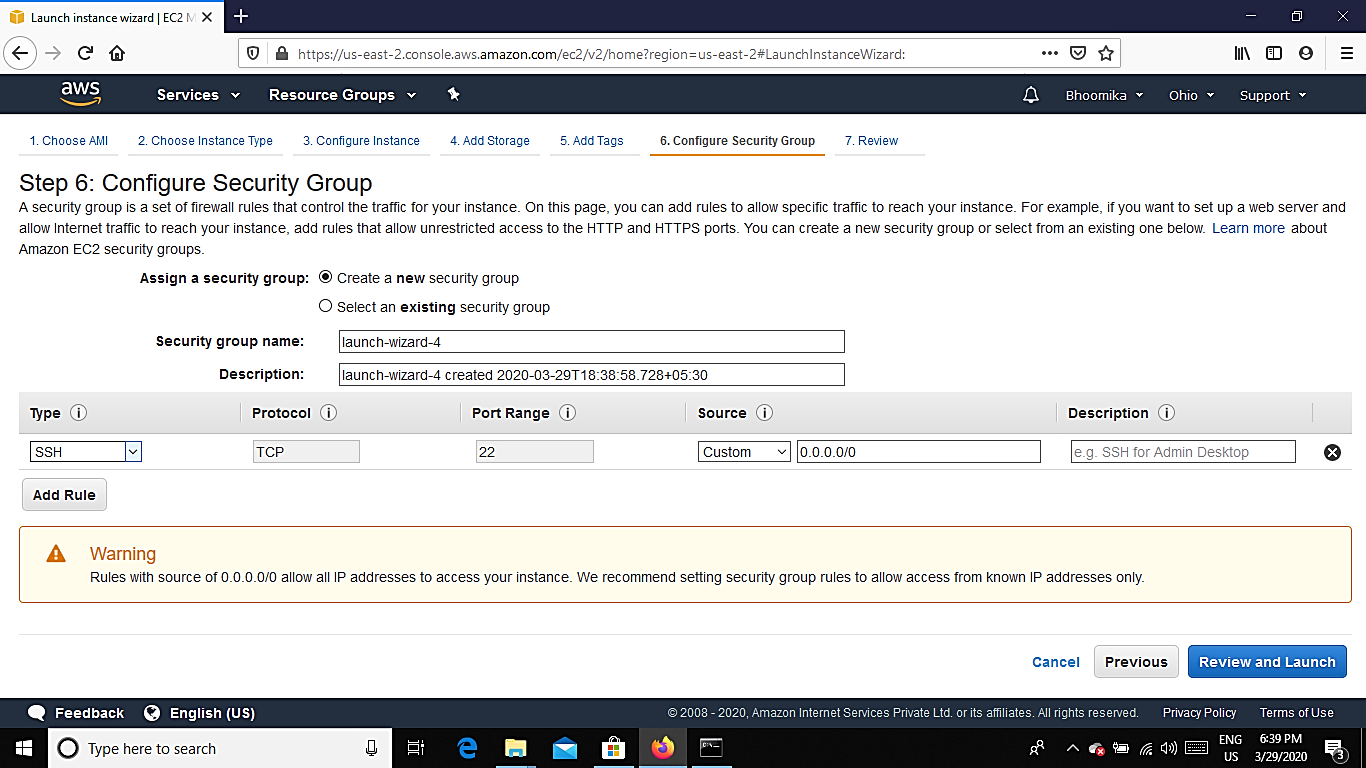 Launch instance wizard | EC2 M
https://us-east-2.console.aws.amazon.com/ec2/v2/home?region=us-east-2#LaunchInstanceWizard:
aws Services Resource Groups Bhoomika Ohio Support
1. Choose AMI 2. Choose Instance Type 3. Configure Instance 4. Add Storage 5. Add Tags 6. Configure Security Group 7. Review
Step 6: Configure Security Group
A security group is a set of firewall rules that control the traffic for your instance. On this page, you can add rules to allow specific traffic to reach your instance. For example, if you want to set up a web server and
allow Internet traffic to reach your instance, add rules that allow unrestricted access to the HTTP and HTTPS ports. You can create a new security group or select from an existing one below. Learn more about
Amazon EC2 security groups.
Assign a security group: Create a new security group
Select an existing security group
Security group name: launch-wizard-4
Description: launch-wizard-4 created 2020-03-29T18:38:58.728+05:30
Type i Protocol i Port Range i Source i Description i
SSH TCP 22 Custom 0.0.0.0/0 e.g. SSH for Admin Desktop
Add Rule
Warning
Rules with source of 0.0.0.0/0 allow all IP addresses to access your instance. We recommend setting security group rules to allow access from known IP addresses only.
Cancel Previous Review and Launch
Feedback English (US) © 2008 - 2020, Amazon Internet Services Private Ltd. or its affiliates. All rights reserved. Privacy Policy Terms of Use
Type here to search ENG 6:39 PM
US 3/29/2020 3